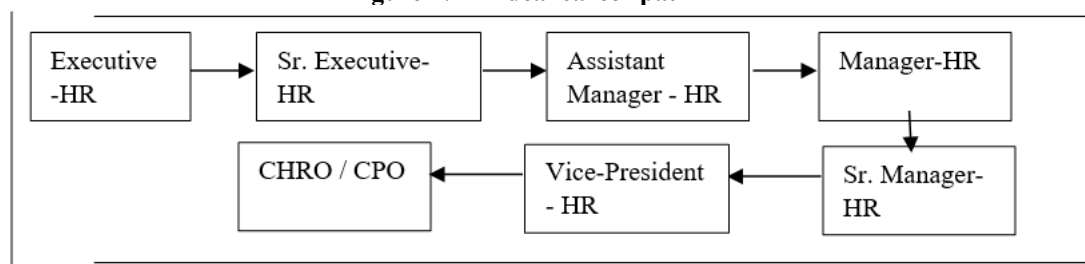 Executive
-HR
Sr. Executive-
HR
Assistant
Manager - HR
Manager-HR
Sr. Manager-
HR
Vice-President
- HR
CHRO / CPO